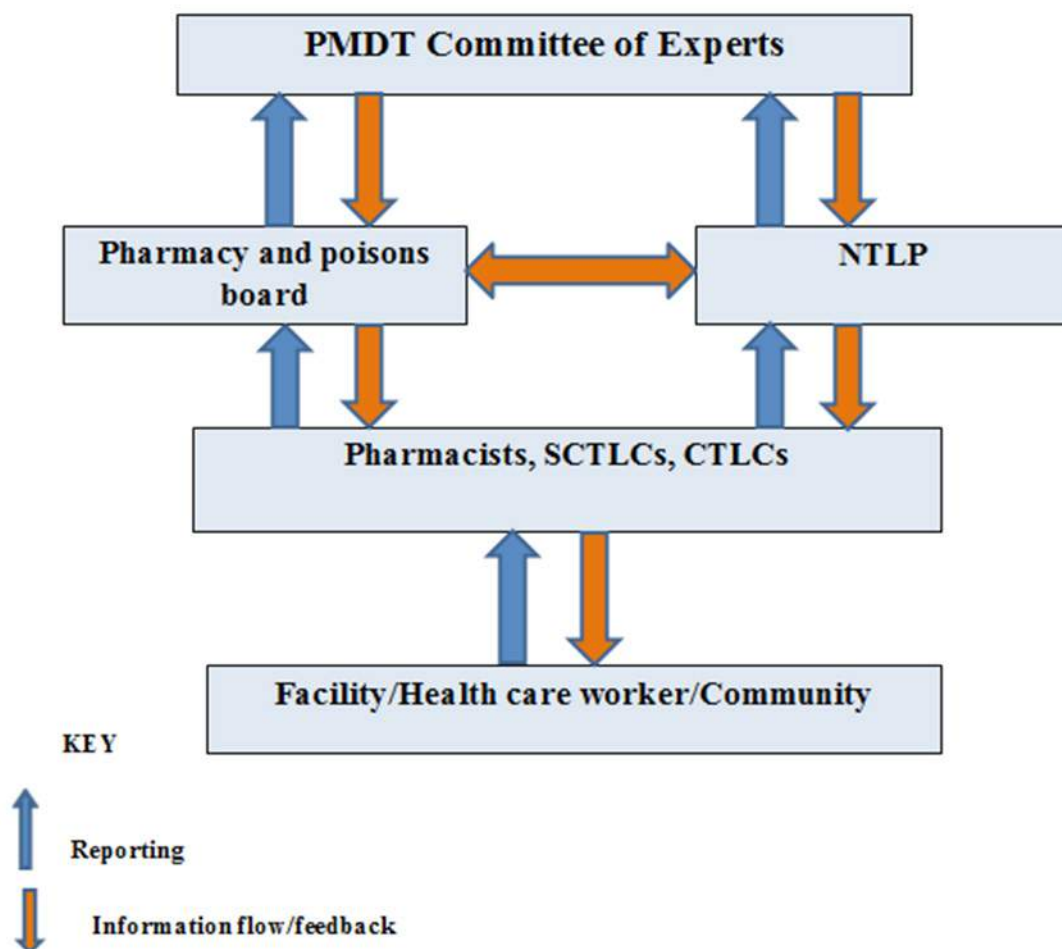 PMDT Committee of Experts
Pharmacy and poisons
board
NTLP
Pharmacists, SCTLCs, CTLCs
Facility/Health care worker/Community
KEY
Reporting
Information flow/feedback